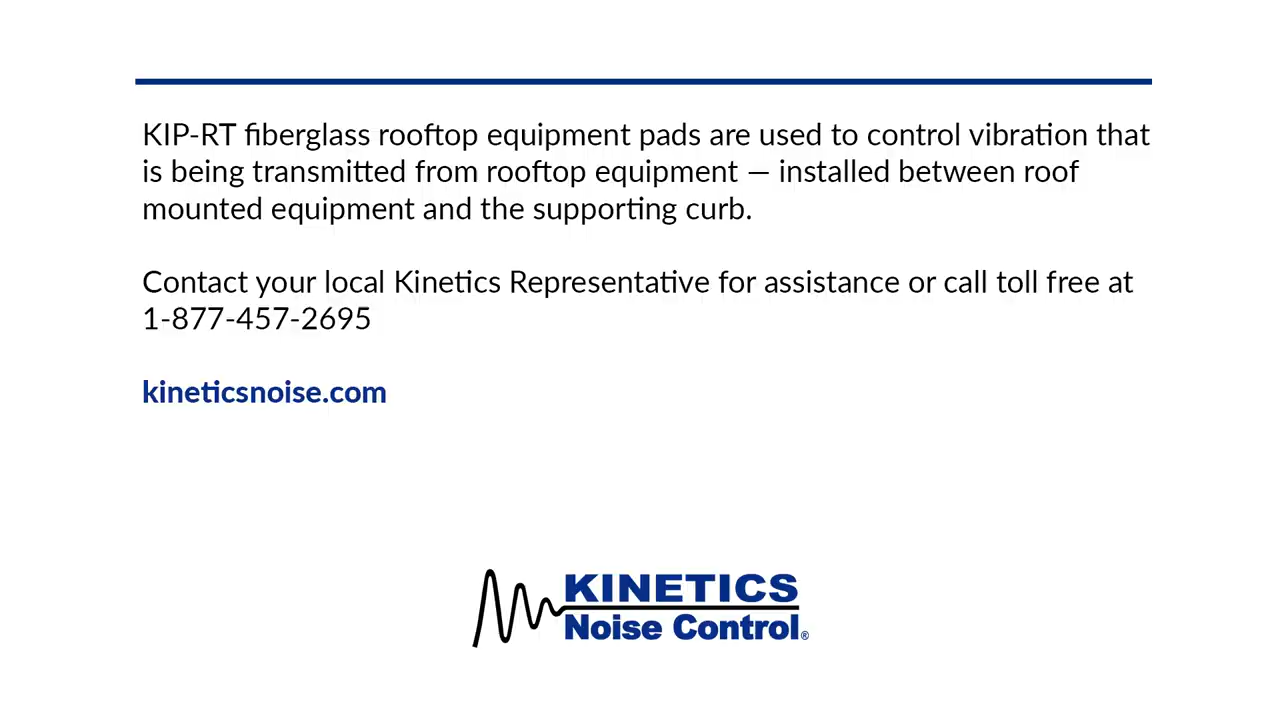 KIP-RT fiberglass rooftop equipment pads are used to control vibration that
is being transmitted from rooftop equipment — installed between roof
mounted equipment and the supporting curb.
Contact your local Kinetics Representative for assistance or call toll free at
1-877-457-2695
kineticsnoise.com
KINETICS
Noise Control®